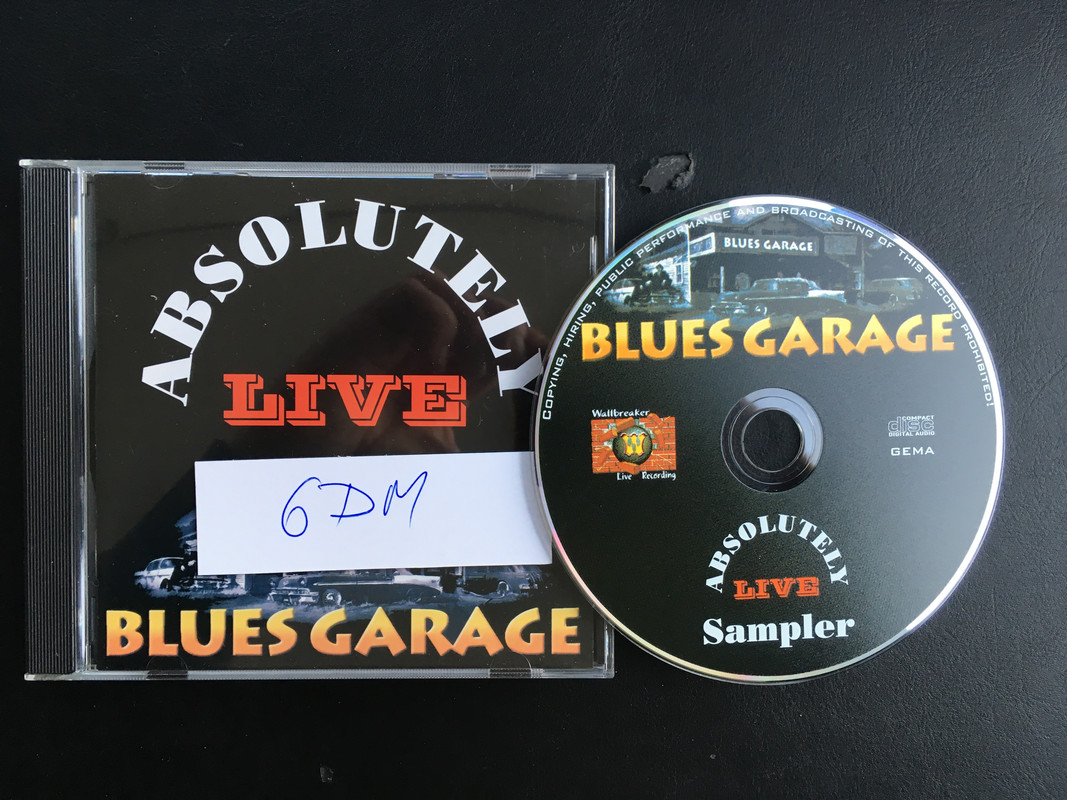 ABSOLUTELY
LIVE
6DM
BLUES GARAGE
COPYING, HIRING, PUBLIC PERFORMANCE AND BROADCASTING OF THIS RECORD PROHIBITED!
BLUES GARAGE
BLUES GARAGE
Wallbreaker
W
Live Recording
COMPACT
disc
DIGITAL AUDIO
GEMA
ABSOLUTELY
LIVE
Sampler